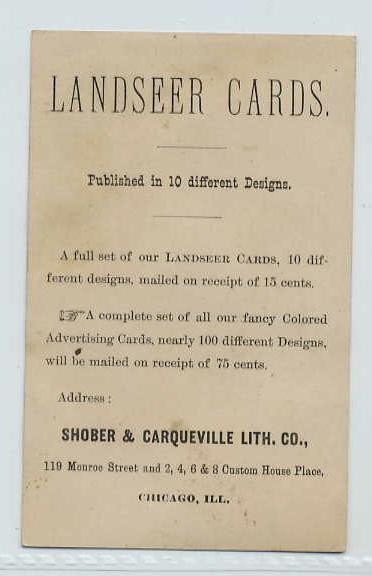 LANDSEER CARDS.
Published in 10 different Designs.
A full set of our LANDSEER CARDS, 10 dif-
ferent designs, mailed on receipt of 15 cents.
☞A complete set of all our fancy Colored
Advertising Cards, nearly 100 different Designs,
will be mailed on receipt of 75 cents.
Address:
SHOBER & CARQUEVILLE LITH. CO.,
119 Monroe Street and 2, 4, 6 & 8 Custom House Place,
CHICAGO, ILL.